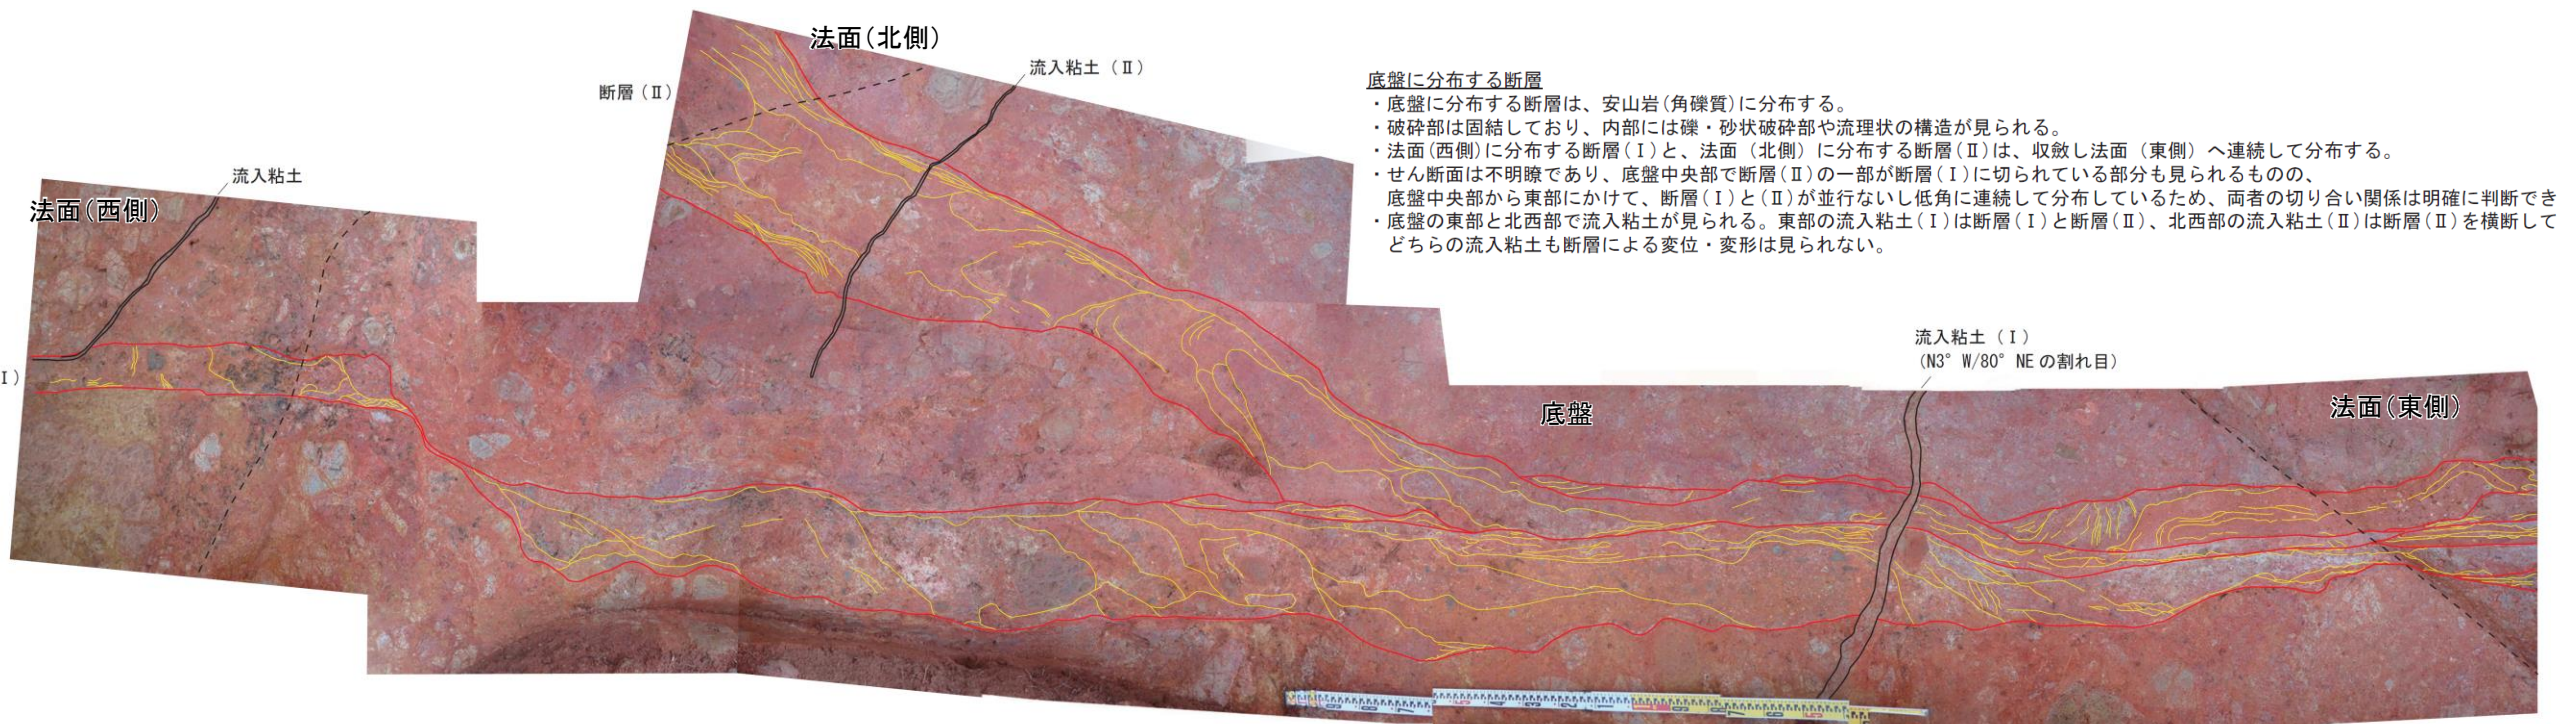 法面(北側)
流入粘土（Ⅱ）
断層(Ⅱ)
底盤に分布する断層
・底盤に分布する断層は、安山岩(角礫質)に分布する。
・破砕部は固結しており、内部には礫・砂状破砕部や流理状の構造が見られる。
・法面(西側)に分布する断層(Ⅰ)と、法面（北側）に分布する断層(Ⅱ)は、収斂し法面（東側）へ連続して分布する。
・せん断面は不明瞭であり、底盤中央部で断層(Ⅱ)の一部が断層(Ⅰ)に切られている部分も見られるものの、
底盤中央部から東部にかけて、断層(Ⅰ)と(Ⅱ)が並行ないし低角に連続して分布しているため、両者の切り合い関係は明確に判断でき
・底盤の東部と北西部で流入粘土が見られる。東部の流入粘土(Ⅰ)は断層(Ⅰ)と断層(Ⅱ)、北西部の流入粘土(Ⅱ)は断層(Ⅱ)を横断して
どちらの流入粘土も断層による変位・変形は見られない。
流入粘土
法面(西側)
Ⅰ)
流入粘土（Ⅰ）
(N3°W/80°NEの割れ目)
底盤
法面(東側)